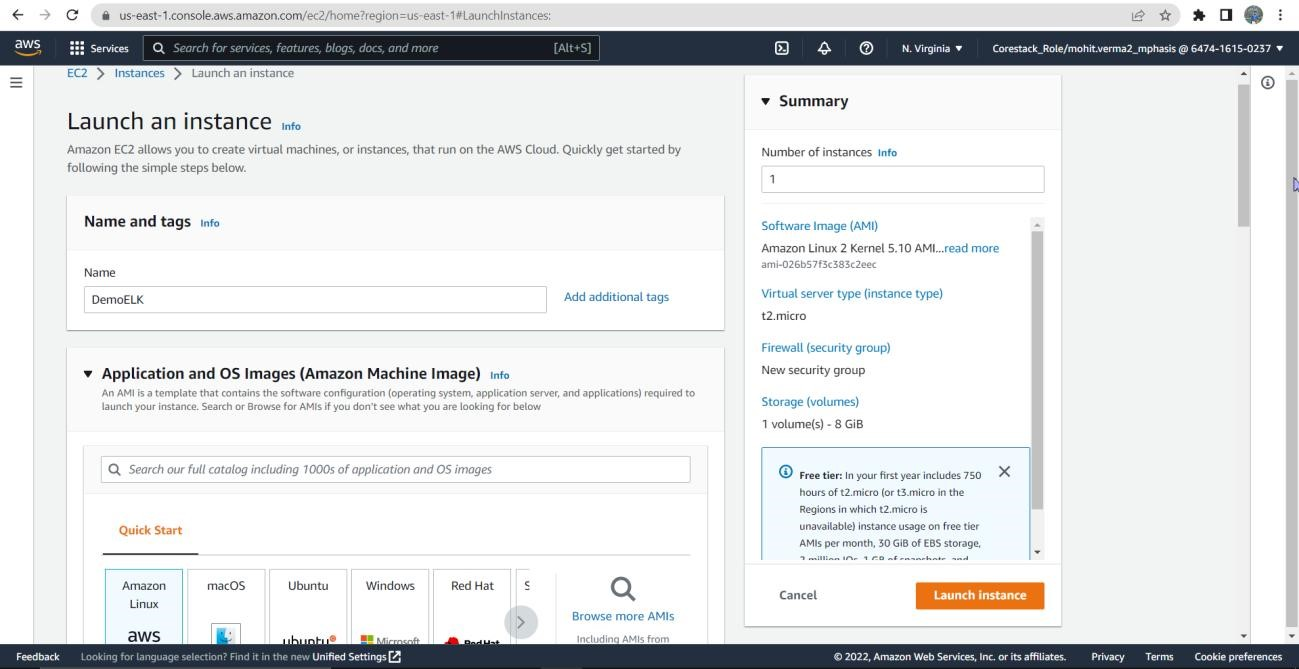 us-east-1.console.aws.amazon.com/ec2/home?region=us-east-1#LaunchInstances:
aws
Services
Search for services, features, blogs, docs, and more
[Alt+S]
N. Virginia
Corestack_Role/mohit.verma2_mphasis @ 6474-1615-0237
EC2 > Instances > Launch an instance
Launch an instance Info
Amazon EC2 allows you to create virtual machines, or instances, that run on the AWS Cloud. Quickly get started by
following the simple steps below.
Name and tags Info
Name
DemoELK
Add additional tags
Application and OS Images (Amazon Machine Image) Info
An AMI is a template that contains the software configuration (operating system, application server, and applications) required to
launch your instance. Search or Browse for AMIs if you don't see what you are looking for below
Search our full catalog including 1000s of application and OS images
Quick Start
Amazon
Linux
aws
macOS
Ubuntu
ubuntu
Windows
Microsoft
Red Hat
Red Hat
S
Browse more AMIs
Including AMIs from
Summary
Number of instances Info
1
Software Image (AMI)
Amazon Linux 2 Kernel 5.10 AMI...read more
ami-026b57f3c383c2eec
Virtual server type (instance type)
t2.micro
Firewall (security group)
New security group
Storage (volumes)
1 volume(s) - 8 GiB
Free tier: In your first year includes 750
hours of t2.micro (or t3.micro in the
Regions in which t2.micro is
unavailable) instance usage on free tier
AMIs per month, 30 GiB of EBS storage,
2 million IOs, 1 GB of snapshots, and
Cancel
Launch instance
Feedback
Looking for language selection? Find it in the new Unified Settings
© 2022, Amazon Web Services, Inc. or its affiliates.
Privacy
Terms
Cookie preferences